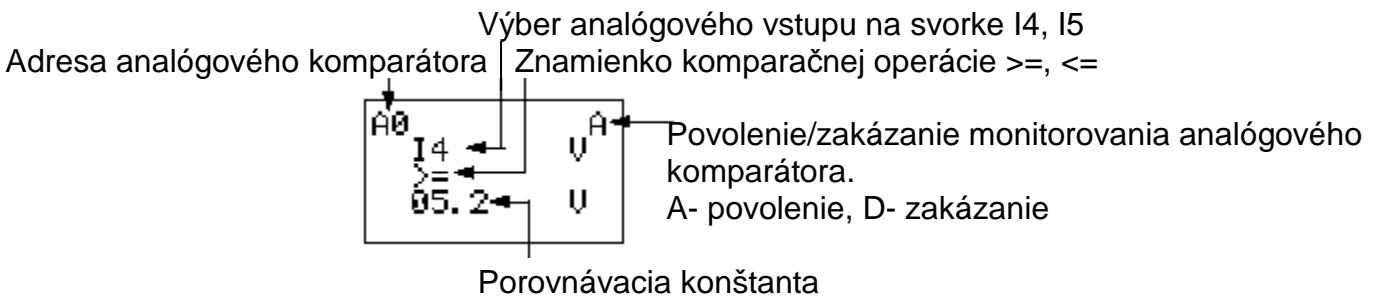 Výber analógového vstupu na svorke I4, I5
Adresa analógového komparátora Znamienko komparačnej operácie >=, <=
A0 A
I4 V
>=
05.2 V
Povolenie/zakázanie monitorovania analógového
komparátora.
A- povolenie, D- zakázanie
Porovnávacia konštanta